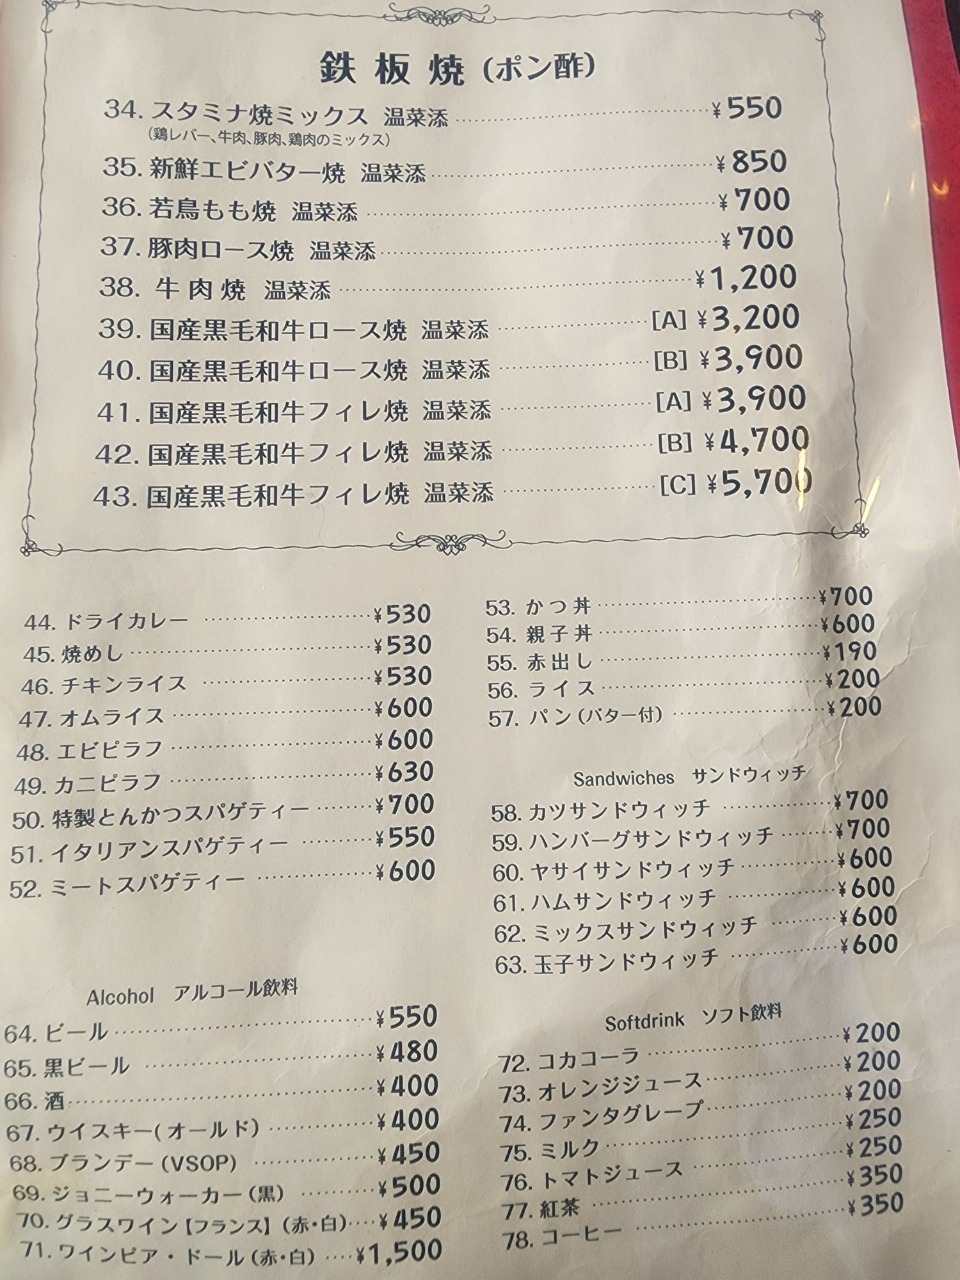 鉄板焼(ポン酢)
34. スタミナ焼ミックス 温菜添 ¥550
(鶏レバー、牛肉、豚肉、鶏肉のミックス)
35. 新鮮エビバター焼 温菜添 ¥850
36. 若鳥もも焼 温菜添 ¥700
37. 豚肉ロース焼 温菜添 ¥700
38. 牛肉焼 温菜添 ¥1,200
39. 国産黒毛和牛ロース焼 温菜添 [A] ¥3,200
40. 国産黒毛和牛ロース焼 温菜添 [B] ¥3,900
41. 国産黒毛和牛フィレ焼 温菜添 [A] ¥3,900
42. 国産黒毛和牛フィレ焼 温菜添 [B] ¥4,700
43. 国産黒毛和牛フィレ焼 温菜添 [C] ¥5,700
44. ドライカレー ¥530
45. 焼めし ¥530
46. チキンライス ¥530
47. オムライス ¥600
48. エビピラフ ¥600
49. カニピラフ ¥630
50. 特製とんかつスパゲティー ¥700
51. イタリアンスパゲティー ¥550
52. ミートスパゲティー ¥600
53. かつ丼 ¥700
54. 親子丼 ¥600
55. 赤出し ¥190
56. ライス ¥200
57. パン(バター付) ¥200
Sandwiches サンドウィッチ
58. カツサンドウィッチ ¥700
59. ハンバーグサンドウィッチ ¥700
60. ヤサイサンドウィッチ ¥600
61. ハムサンドウィッチ ¥600
62. ミックスサンドウィッチ ¥600
63. 玉子サンドウィッチ ¥600
Alcohol アルコール飲料
64. ビール ¥550
65. 黒ビール ¥480
66. 酒 ¥400
67. ウイスキー(オールド) ¥400
68. ブランデー(VSOP) ¥450
69. ジョニーウォーカー(黒) ¥500
70. グラスワイン【フランス】(赤・白) ¥450
71. ワインピア・ドール(赤・白) ¥1,500
Softdrink ソフト飲料
72. コカコーラ ¥200
73. オレンジジュース ¥200
74. ファンタグレープ ¥200
75. ミルク ¥250
76. トマトジュース ¥250
77. 紅茶 ¥350
78. コーヒー ¥350